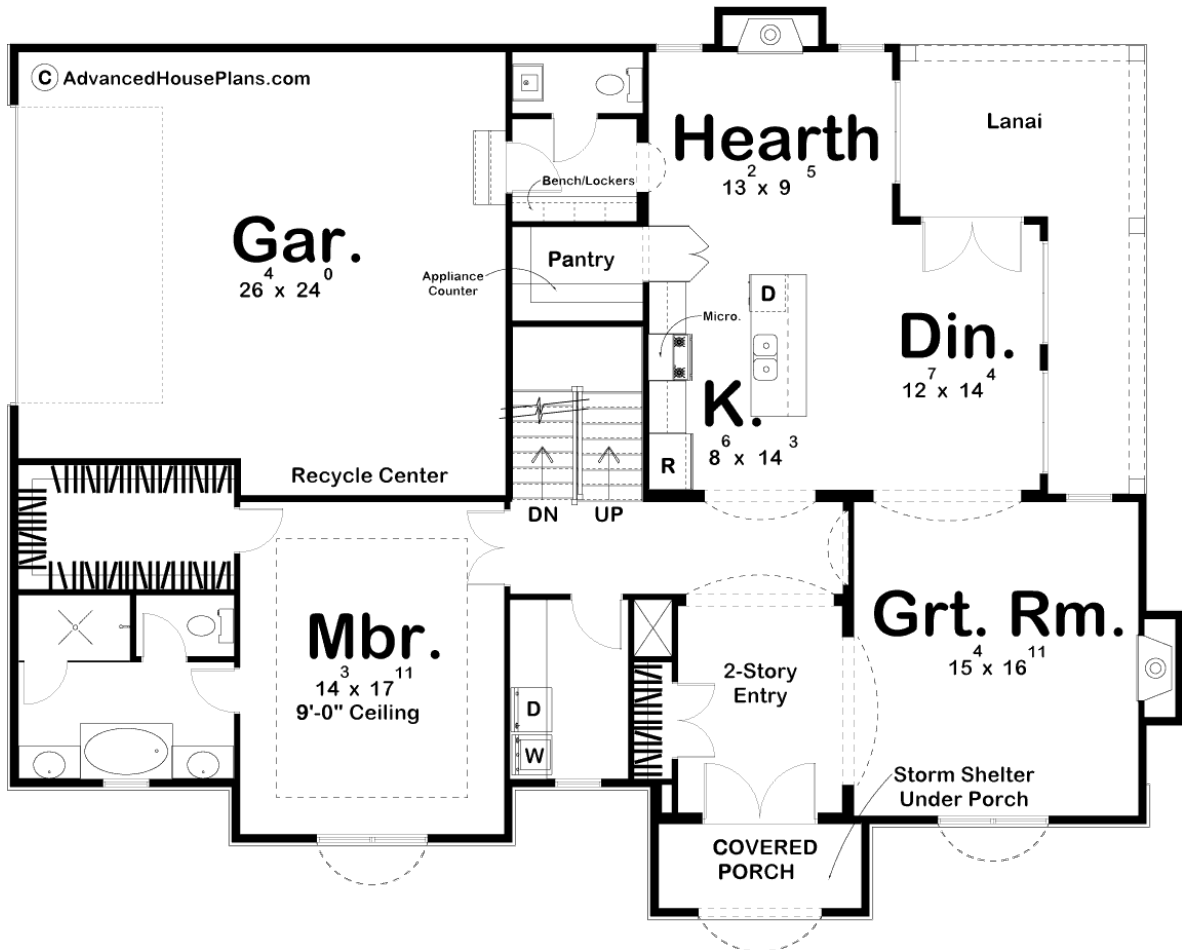 © AdvancedHousePlans.com
Hearth
13² x 9⁵
Lanai
Bench/Lockers
Gar.
26⁴ x 24⁰
Pantry
Appliance
Counter
D
Micro.
Din.
12⁷ x 14⁴
K.
8⁶ x 14³
R
Recycle Center
DN
UP
Mbr.
14³ x 17¹¹
9'-0" Ceiling
Grt. Rm.
15⁴ x 16¹¹
2-Story
Entry
D
W
Storm Shelter
Under Porch
COVERED
PORCH